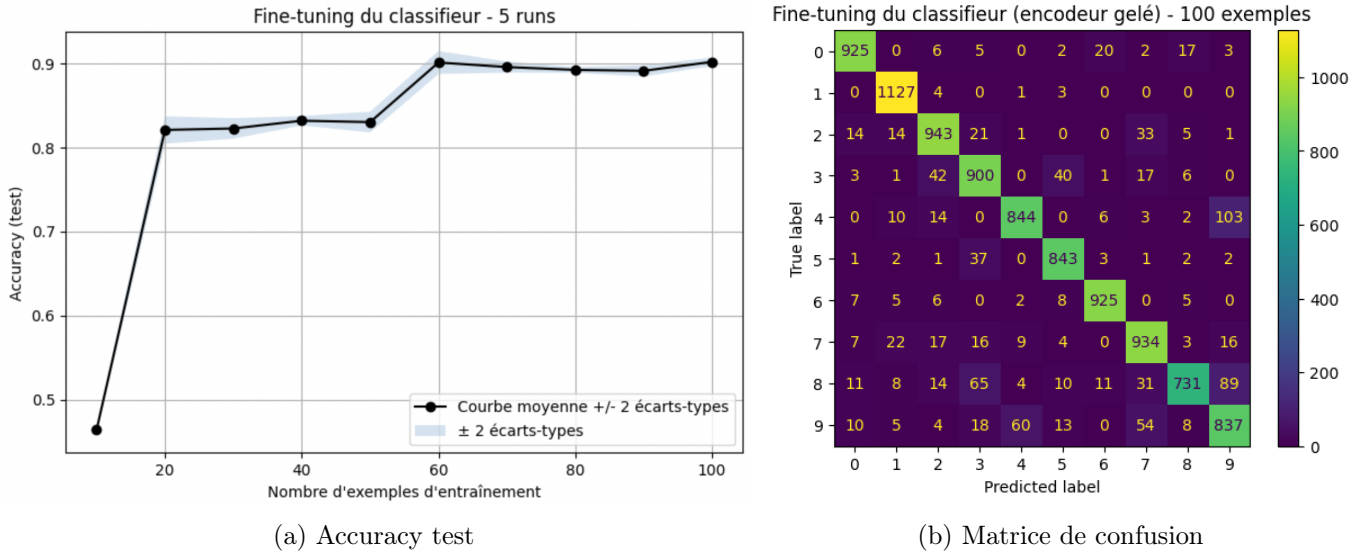 Fine-tuning du classifieur - 5 runs
0.9
0.8
0.7
0.6
0.5
Accuracy (test)
20 40 60 80 100
Nombre d'exemples d'entraînement
Courbe moyenne +/- 2 écarts-types
± 2 écarts-types
(a) Accuracy test
Fine-tuning du classifieur (encodeur gelé) - 100 exemples
True label
0 925 0 6 5 0 2 20 2 17 3
1 0 1127 4 0 1 3 0 0 0 0
2 14 14 943 21 1 0 0 33 5 1
3 3 1 42 900 0 40 1 17 6 0
4 0 10 14 0 844 0 6 3 2 103
5 1 2 1 37 0 843 3 1 2 2
6 7 5 6 0 2 8 925 0 5 0
7 7 22 17 16 9 4 0 934 3 16
8 11 8 14 65 4 10 11 31 731 89
9 10 5 4 18 60 13 0 54 8 837
0 1 2 3 4 5 6 7 8 9
Predicted label
1000
800
600
400
200
0
(b) Matrice de confusion